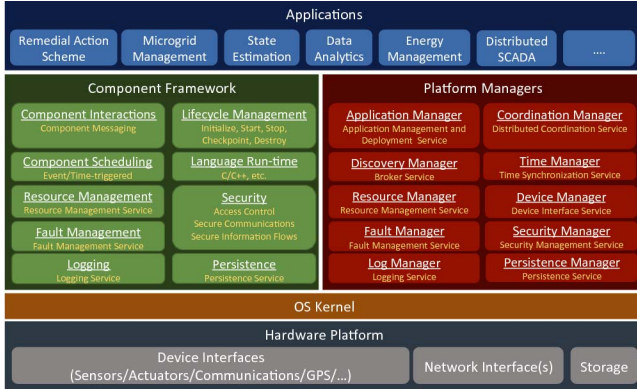 Applications
Remedial Action
Scheme
Microgrid
Management
State
Estimation
Data
Analytics
Energy
Management
Distributed
SCADA
....
Component Framework
Component Interactions
Component Messaging
Lifecycle Management
Initialize, Start, Stop,
Checkpoint, Destroy
Component Scheduling
Event/Time-triggered
Language Run-time
C/C++, etc.
Resource Management
Resource Management Service
Security
Access Control
Secure Communications
Secure Information Flows
Fault Management
Fault Management Service
Logging
Logging Service
Persistence
Persistence Service
Platform Managers
Application Manager
Application Management and
Deployment Service
Coordination Manager
Distributed Coordination Service
Discovery Manager
Broker Service
Time Manager
Time Synchronization Service
Resource Manager
Resource Management Service
Device Manager
Device Interface Service
Fault Manager
Fault Management Service
Security Manager
Security Management Service
Log Manager
Logging Service
Persistence Manager
Persistence Service
OS Kernel
Hardware Platform
Device Interfaces
(Sensors/Actuators/Communications/GPS/...)
Network Interface(s)
Storage